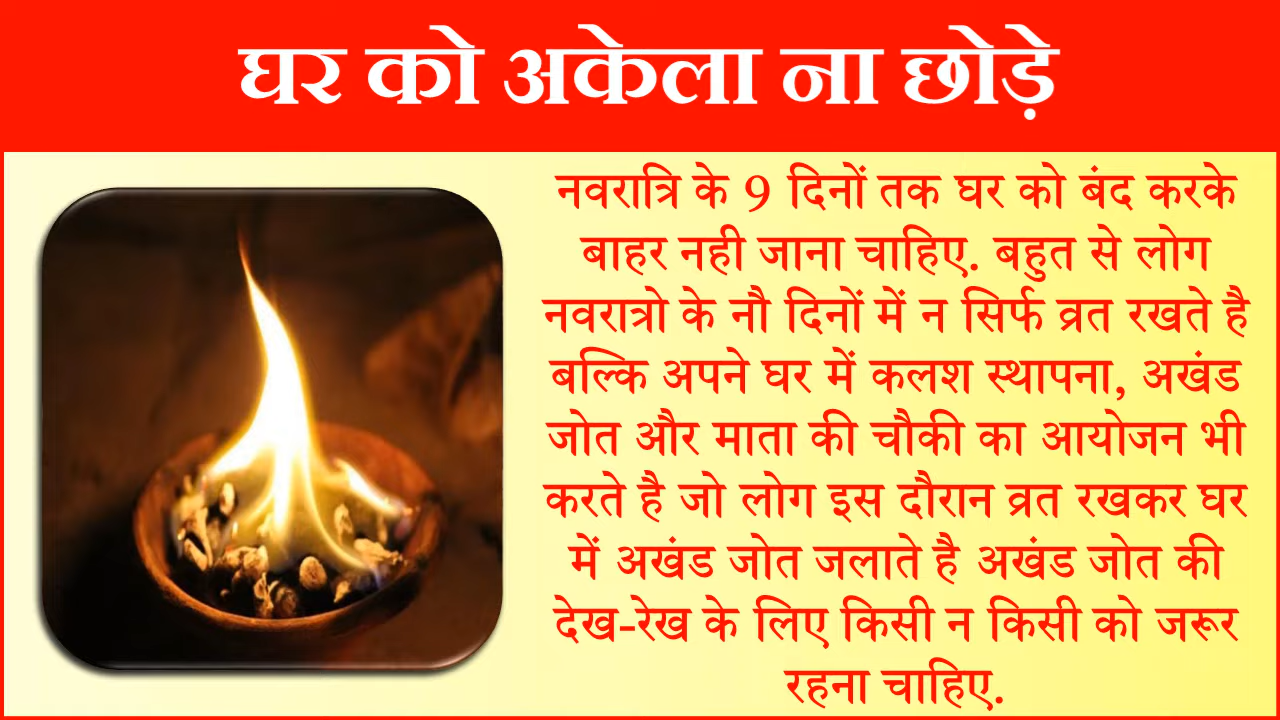 घर को अकेला ना छोड़े
नवरात्रि के 9 दिनों तक घर को बंद करके
बाहर नही जाना चाहिए. बहुत से लोग
नवरात्रो के नौ दिनों में न सिर्फ व्रत रखते है
बल्कि अपने घर में कलश स्थापना, अखंड
जोत और माता की चौकी का आयोजन भी
करते है जो लोग इस दौरान व्रत रखकर घर
में अखंड जोत जलाते है अखंड जोत की
देख-रेख के लिए किसी न किसी को जरूर
रहना चाहिए.